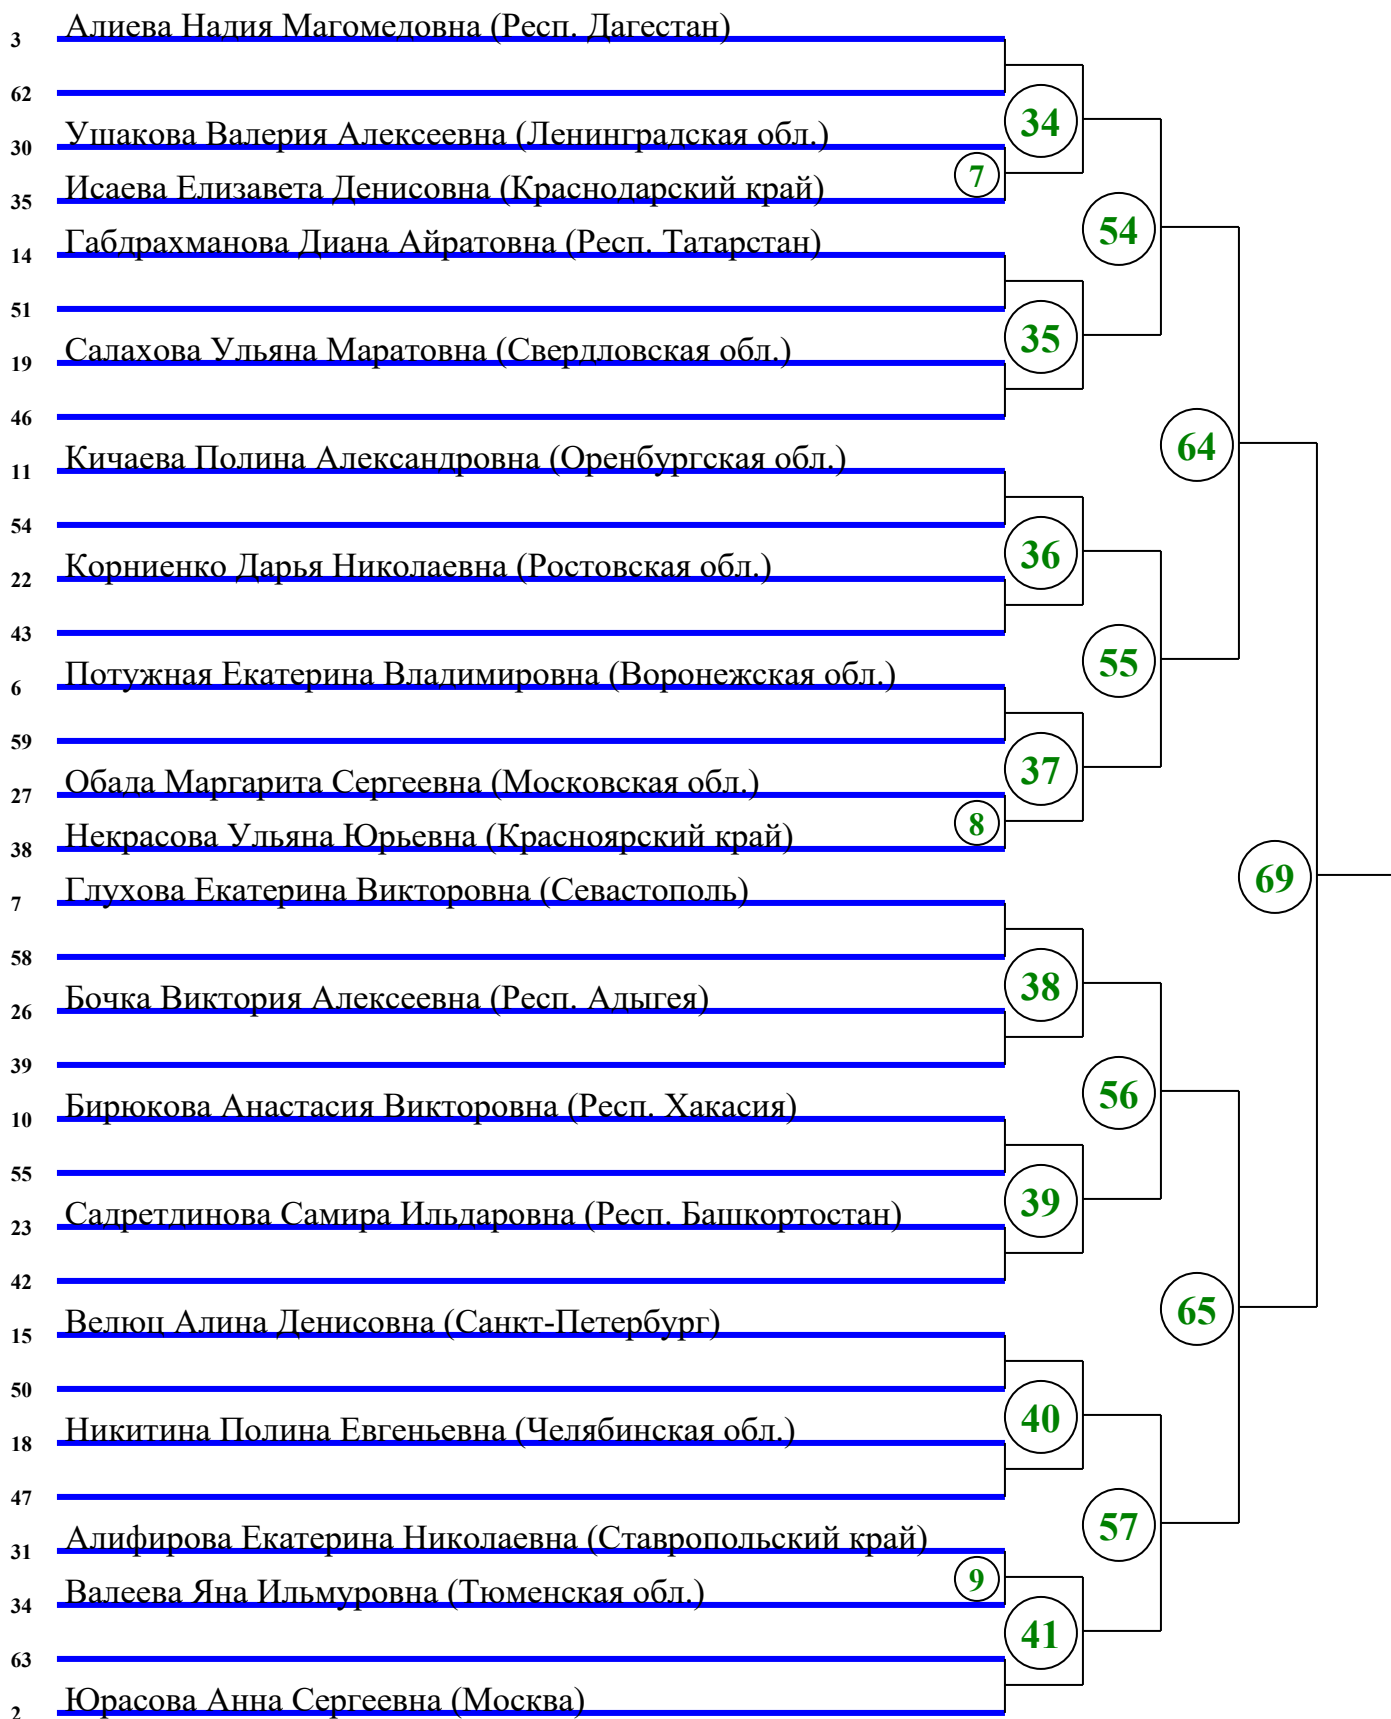 3 Алиева Надия Магомедовна (Респ. Дагестан)
62
34
30 Ушакова Валерия Алексеевна (Ленинградская обл.)
7
35 Исаева Елизавета Денисовна (Краснодарский край)
54
14 Габдрахманова Диана Айратовна (Респ. Татарстан)
51
35
19 Салахова Ульяна Маратовна (Свердловская обл.)
46
64
11 Кичаева Полина Александровна (Оренбургская обл.)
54
36
22 Корниенко Дарья Николаевна (Ростовская обл.)
43
55
6 Потужная Екатерина Владимировна (Воронежская обл.)
59
37
27 Обада Маргарита Сергеевна (Московская обл.)
8
38 Некрасова Ульяна Юрьевна (Красноярский край)
69
7 Глухова Екатерина Викторовна (Севастополь)
58
38
26 Бочка Виктория Алексеевна (Респ. Адыгея)
39
56
10 Бирюкова Анастасия Викторовна (Респ. Хакасия)
55
39
23 Садретдинова Самира Ильдаровна (Респ. Башкортостан)
42
65
15 Велюц Алина Денисовна (Санкт-Петербург)
50
40
18 Никитина Полина Евгеньевна (Челябинская обл.)
47
57
31 Алифирова Екатерина Николаевна (Ставропольский край)
9
34 Валеева Яна Ильмуровна (Тюменская обл.)
41
63
2 Юрасова Анна Сергеевна (Москва)